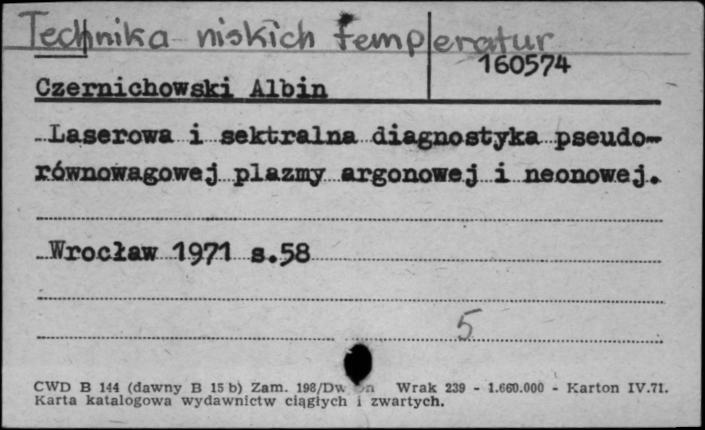 Technika niskich temperatur
160574
Czernichowski Albin
Laserowa i sektralna diagnostyka pseudo-
równowagowej plazmy argonowej i neonowej.
Wrocław 1971 s.58
5
CWD B 144 (dawny B 15 b) Zam. 198/Dw Wrak 239 - 1.660.000 - Karton IV.71.
Karta katalogowa wydawnictw ciągłych i zwartych.